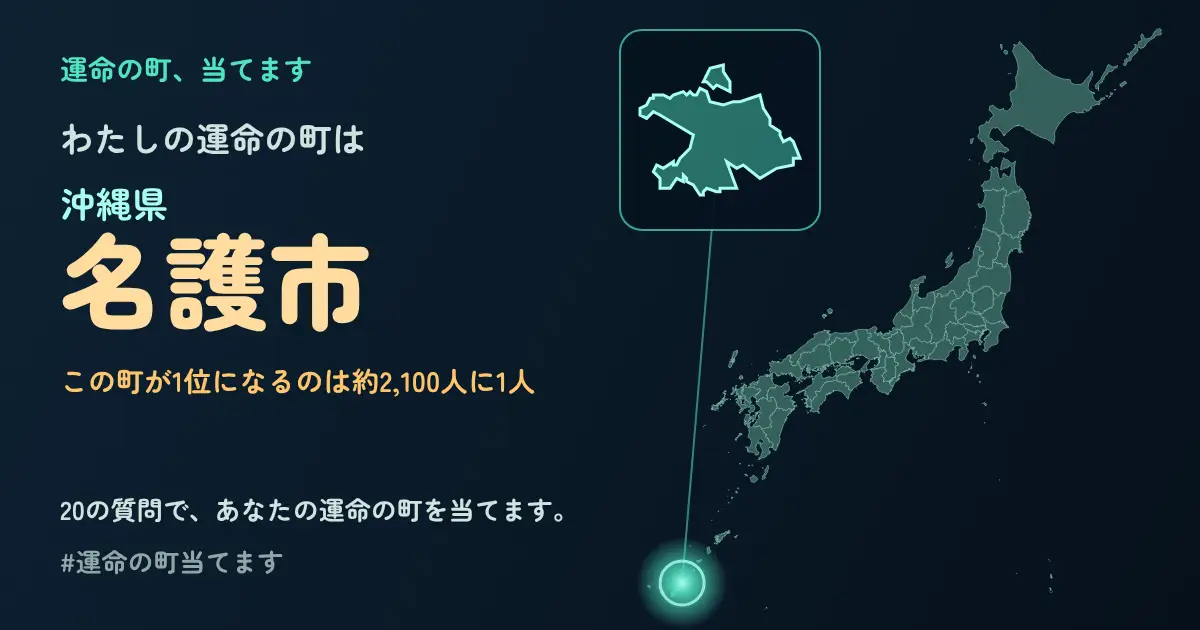 運命の町、当てます
わたしの運命の町は
沖縄県
名護市
この町が1位になるのは約2,100人に1人
20の質問で、あなたの運命の町を当てます。
#運命の町当てます